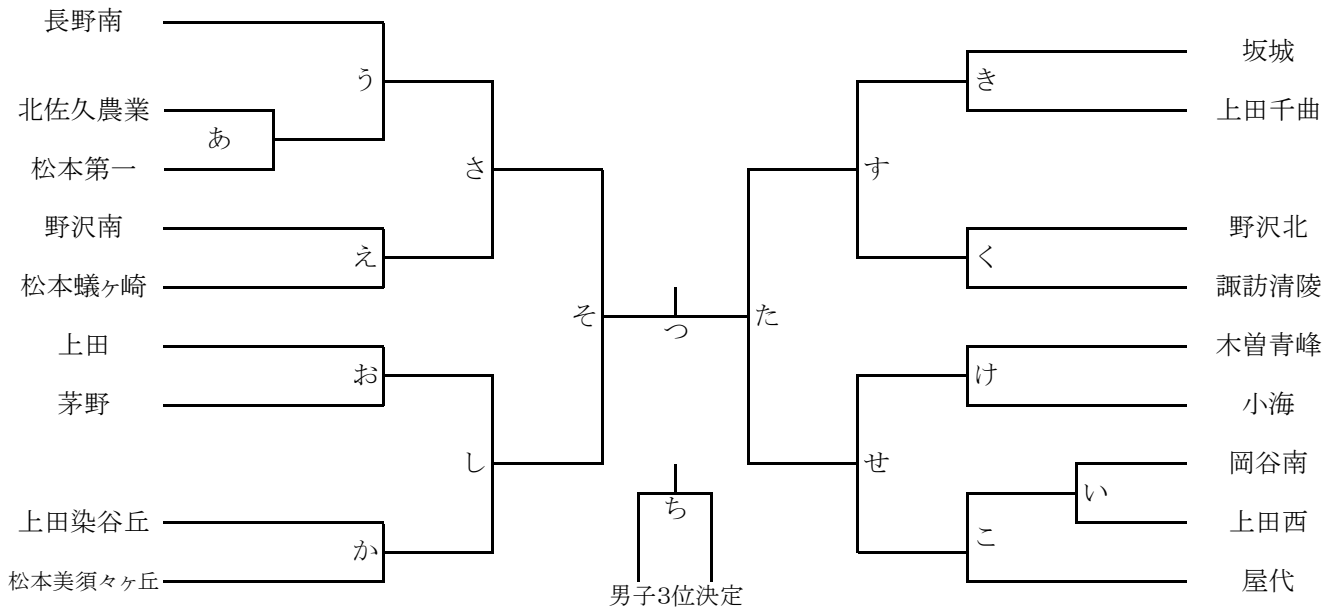 長野南
北佐久農業
松本第一
野沢南
松本蟻ヶ崎
上田
茅野
上田染谷丘
松本美須々ヶ丘
あ
う
え
お
か
さ
し
そ
つ
ち
男子3位決定
た
す
せ
き
く
け
い
こ
坂城
上田千曲
野沢北
諏訪清陵
木曽青峰
小海
岡谷南
上田西
屋代